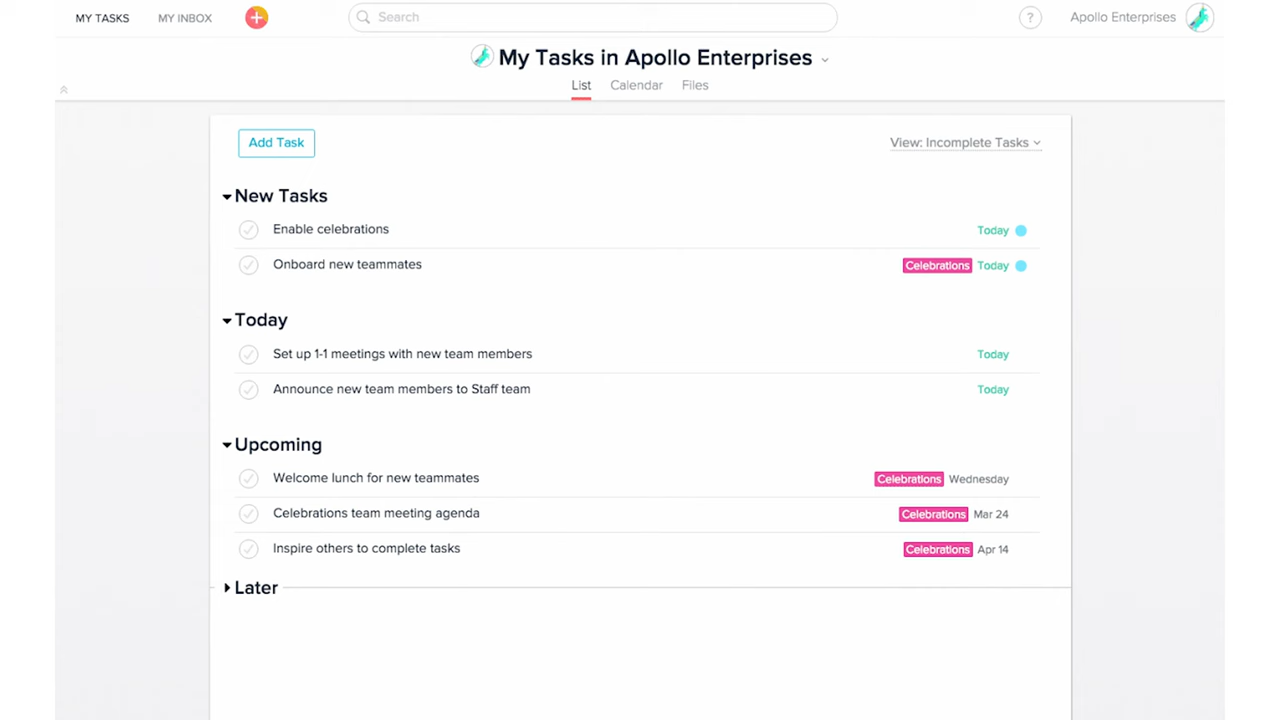 MY TASKS MY INBOX Search ? Apollo Enterprises
My Tasks in Apollo Enterprises
List Calendar Files
Add Task View: Incomplete Tasks
New Tasks
Enable celebrations Today
Onboard new teammates Celebrations Today
Today
Set up 1-1 meetings with new team members Today
Announce new team members to Staff team Today
Upcoming
Welcome lunch for new teammates Celebrations Wednesday
Celebrations team meeting agenda Celebrations Mar 24
Inspire others to complete tasks Celebrations Apr 14
Later